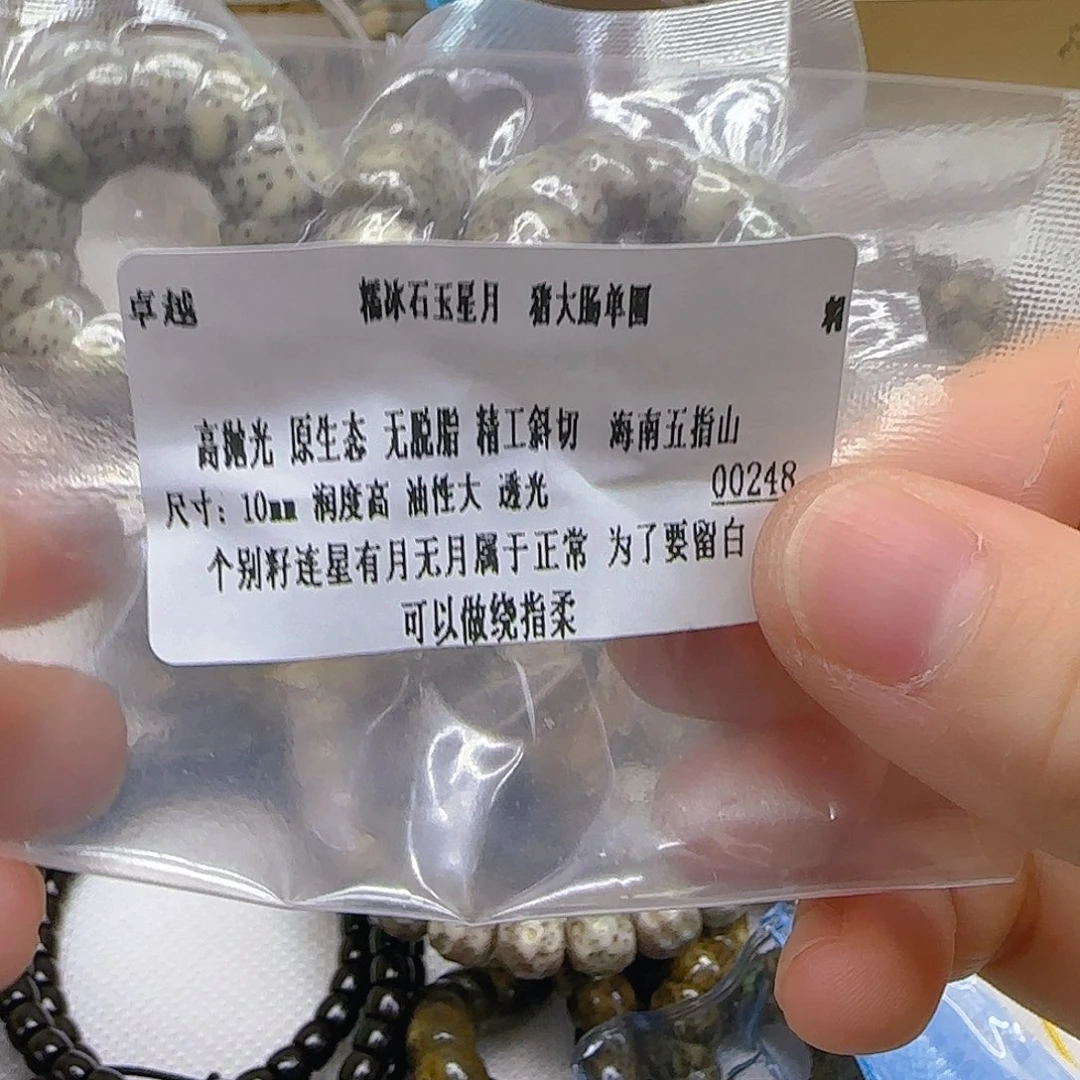 卓越 糯冰石玉星月 猪大肠单圈
高抛光 原生态 无脱脂 精工斜切 海南五指山
尺寸: 10mm 润度高 油性大 透光 00248
个别籽连星有月无月属于正常 为了要留白
可以做绕指柔